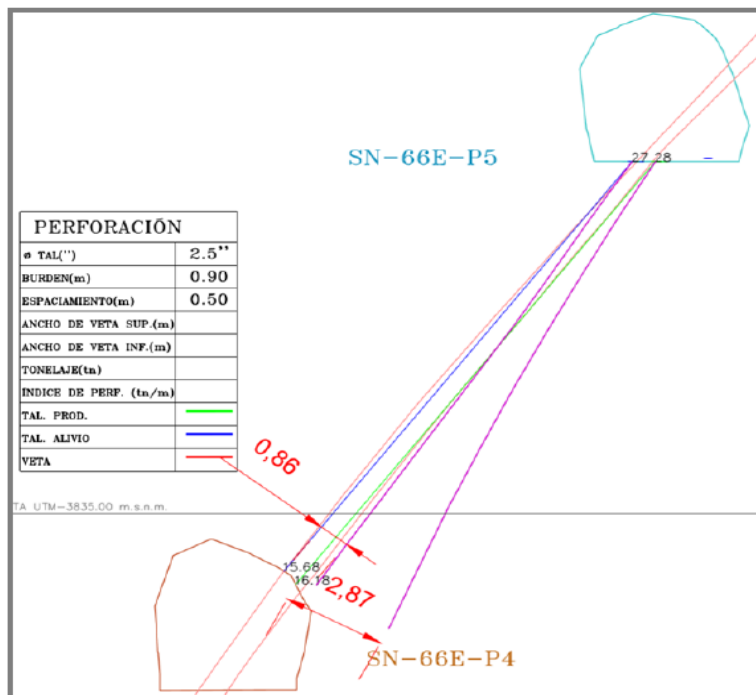 SN-66E-P5
27 28
PERFORACIÓN
ø TAL(") 2.5"
BURDEN(m) 0.90
ESPACIAMIENTO(m) 0.50
ANCHO DE VETA SUP.(m)
ANCHO DE VETA INF.(m)
TONELAJE(tn)
INDICE DE PERF. (tn/m)
TAL. PROD.
TAL. ALIVIO
VETA
0,86
TA UTM-3835.00 m.s.n.m.
15.68
16.18
2,87
SN-66E-P4